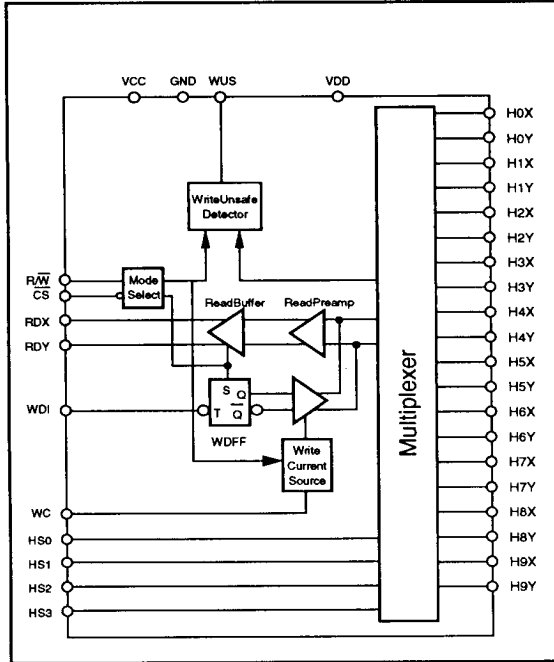 VCC GND WUS VDD
H0X
H0Y
H1X
H1Y
H2X
H2Y
H3X
H3Y
H4X
H4Y
H5X
H5Y
H6X
H6Y
H7X
H7Y
H8X
H8Y
H9X
H9Y
WriteUnsafe
Detector
R/W̅
C̅S̅
Mode
Select
RDX
RDY
ReadBuffer
ReadPreamp
S Q
T Q̅
WDFF
WDI
Write
Current
Source
WC
HS0
HS1
HS2
HS3
Multiplexer